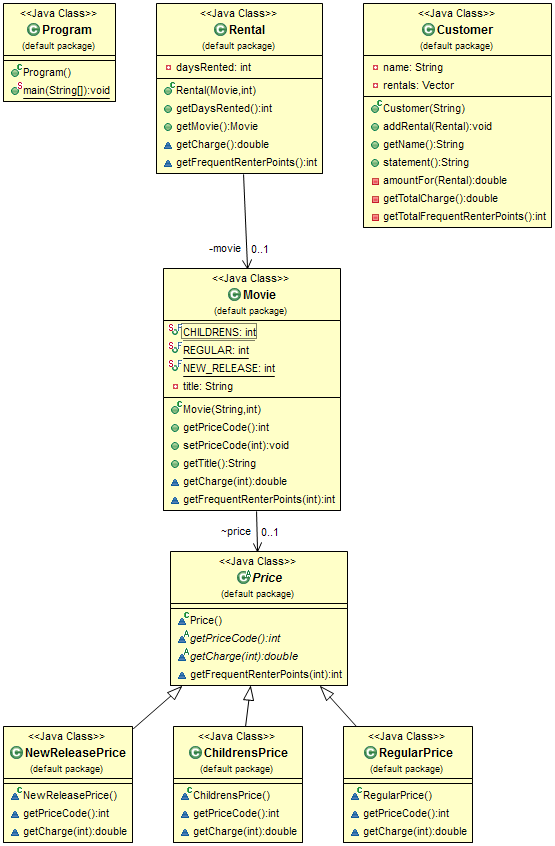 <<Java Class>>
Program
(default package)
Program()
main(String[]):void
<<Java Class>>
Rental
(default package)
daysRented: int
Rental(Movie,int)
getDaysRented():int
getMovie():Movie
getCharge():double
getFrequentRenterPoints():int
<<Java Class>>
Customer
(default package)
name: String
rentals: Vector
Customer(String)
addRental(Rental):void
getName():String
statement():String
amountFor(Rental):double
getTotalCharge():double
getTotalFrequentRenterPoints():int
-movie 0..1
<<Java Class>>
Movie
(default package)
CHILDRENS: int
REGULAR: int
NEW_RELEASE: int
title: String
Movie(String,int)
getPriceCode():int
setPriceCode(int):void
getTitle():String
getCharge(int):double
getFrequentRenterPoints(int):int
~price 0..1
<<Java Class>>
Price
(default package)
Price()
getPriceCode():int
getCharge(int):double
getFrequentRenterPoints(int):int
<<Java Class>>
NewReleasePrice
(default package)
NewReleasePrice()
getPriceCode():int
getCharge(int):double
<<Java Class>>
ChildrensPrice
(default package)
ChildrensPrice()
getPriceCode():int
getCharge(int):double
<<Java Class>>
RegularPrice
(default package)
RegularPrice()
getPriceCode():int
getCharge(int):double